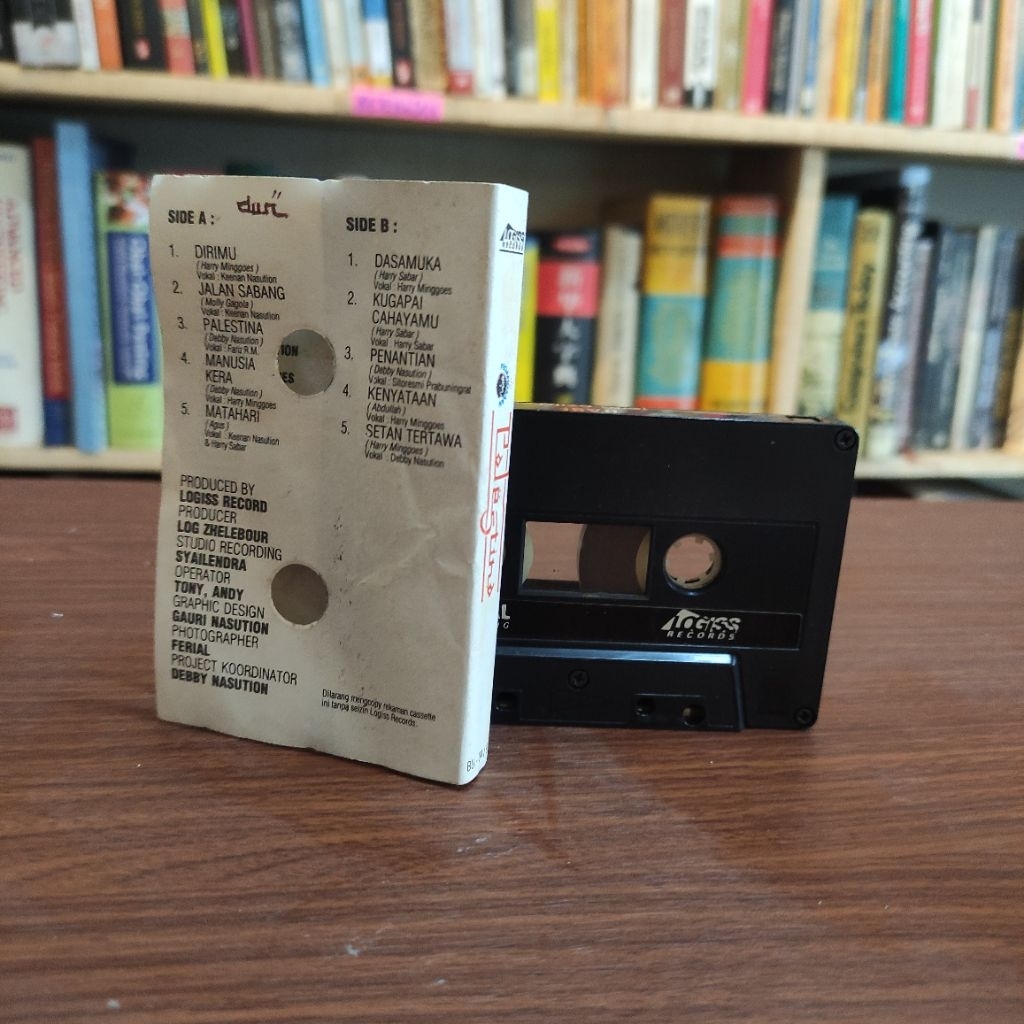 duri
SIDE A :
1. DIRIMU
( Harry Minggoes )
Vokal : Keenan Nasution
2. JALAN SABANG
( Molly Gagola )
Vokal : Keenan Nasution
3. PALESTINA
( Debby Nasution )
Vokal : Fariz R.M.
4. MANUSIA
KERA
( Debby Nasution )
Vokal : Harry Minggoes
5. MATAHARI
( Agus )
Vokal : Keenan Nasution
& Harry Sabar
SIDE B :
1. DASAMUKA
( Harry Sabar )
Vokal : Harry Minggoes
2. KUGAPAI
CAHAYAMU
( Harry Sabar )
Vokal : Harry Sabar
3. PENANTIAN
( Debby Nasution )
Vokal : Sitoresmi Prabuningrat
4. KENYATAAN
( Abdullah )
Vokal : Harry Minggoes
5. SETAN TERTAWA
( Harry Minggoes )
Vokal : Debby Nasution
PRODUCED BY
LOGISS RECORD
PRODUCER
LOG ZHELEBOUR
STUDIO RECORDING
SYAILENDRA
OPERATOR
TONY, ANDY
GRAPHIC DESIGN
GAURI NASUTION
PHOTOGRAPHER
FERIAL
PROJECT KOORDINATOR
DEBBY NASUTION
Dilarang mengcopy rekaman cassette
ini tanpa seizin Logiss Records.
LOGISS
RECORDS
Palestina
LOGISS
RECORDS